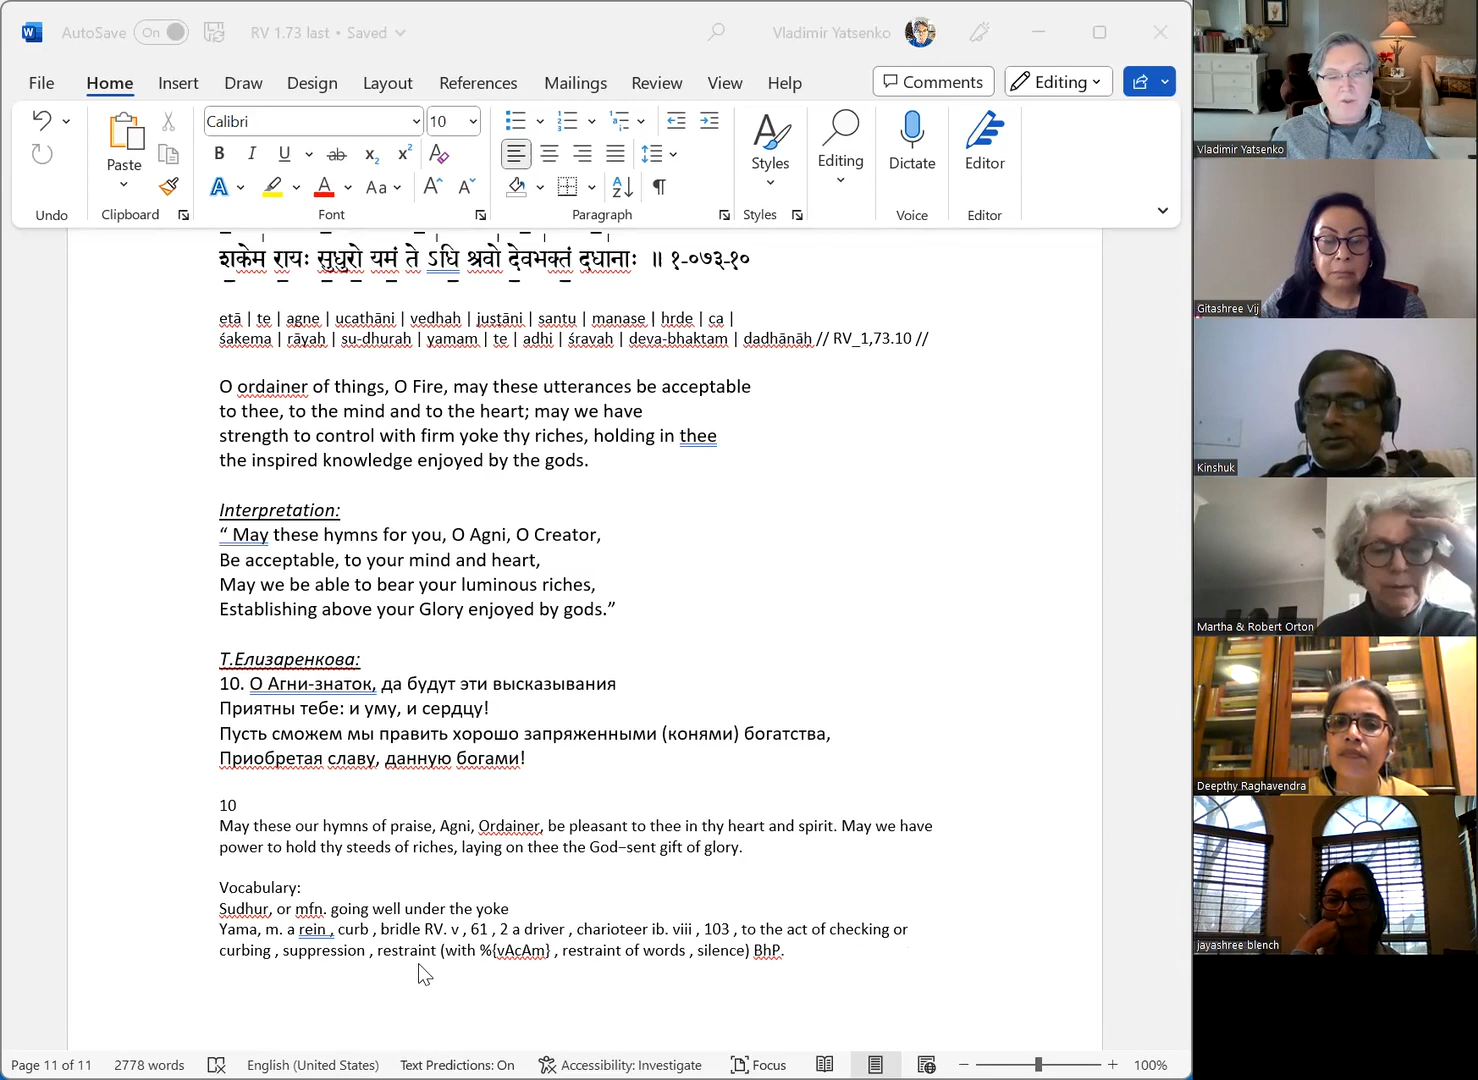 AutoSave
On
RV 1.73 last • Saved
Vladimir Yatsenko
File
Home
Insert
Draw
Design
Layout
References
Mailings
Review
View
Help
Comments
Editing
Calibri
10
Paste
Styles
Editing
Dictate
Editor
Undo
Clipboard
Font
Paragraph
Styles
Voice
Editor
शकेम रायः सुधुरो यमं ते ऽधि श्रवो देवभक्तं दधानाः ॥ १-०७३-१०
etā | te | agne | ucathāni | vedhah | juṣṭāni | santu | manase | hrde | ca |
śakema | rāyah | su-dhurah | yamam | te | adhi | śravah | deva-bhaktam | dadhānāh // RV_1,73.10 //
O ordainer of things, O Fire, may these utterances be acceptable
to thee, to the mind and to the heart; may we have
strength to control with firm yoke thy riches, holding in thee
the inspired knowledge enjoyed by the gods.
Interpretation:
“ May these hymns for you, O Agni, O Creator,
Be acceptable, to your mind and heart,
May we be able to bear your luminous riches,
Establishing above your Glory enjoyed by gods.”
Т.Елизаренкова:
10. О Агни-знаток, да будут эти высказывания
Приятны тебе: и уму, и сердцу!
Пусть сможем мы править хорошо запряженными (конями) богатства,
Приобретая славу, данную богами!
10
May these our hymns of praise, Agni, Ordainer, be pleasant to thee in thy heart and spirit. May we have
power to hold thy steeds of riches, laying on thee the God−sent gift of glory.
Vocabulary:
Sudhur, or mfn. going well under the yoke
Yama, m. a rein , curb , bridle RV. v , 61 , 2 a driver , charioteer ib. viii , 103 , to the act of checking or
curbing , suppression , restraint (with %{vAcAm} , restraint of words , silence) BhP.
Page 11 of 11
2778 words
English (United States)
Text Predictions: On
Accessibility: Investigate
Focus
100%
Vladimir Yatsenko
Gitashree Vij
Kinshuk
Martha & Robert Orton
Deepthy Raghavendra
jayashree blench